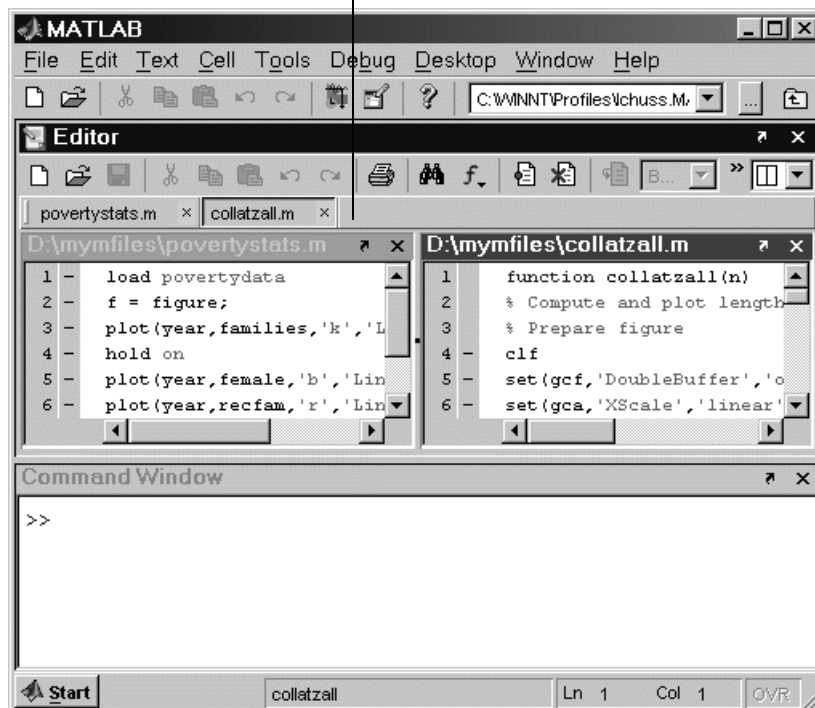 MATLAB
File Edit Text Cell Tools Debug Desktop Window Help
C:\WINNT\Profiles\lchuss.M, ...
Editor
B... »
povertystats.m × collatzall.m ×
D:\mymfiles\povertystats.m
1 – load povertydata
2 – f = figure;
3 – plot(year,families,'k','L
4 – hold on
5 – plot(year,female,'b','Lin
6 – plot(year,recfam,'r','Lin
D:\mymfiles\collatzall.m
1 function collatzall(n)
2 % Compute and plot length
3 % Prepare figure
4 – clf
5 – set(gcf,'DoubleBuffer','o
6 – set(gca,'XScale','linear'
Command Window
>>
Start collatzall Ln 1 Col 1 OVR